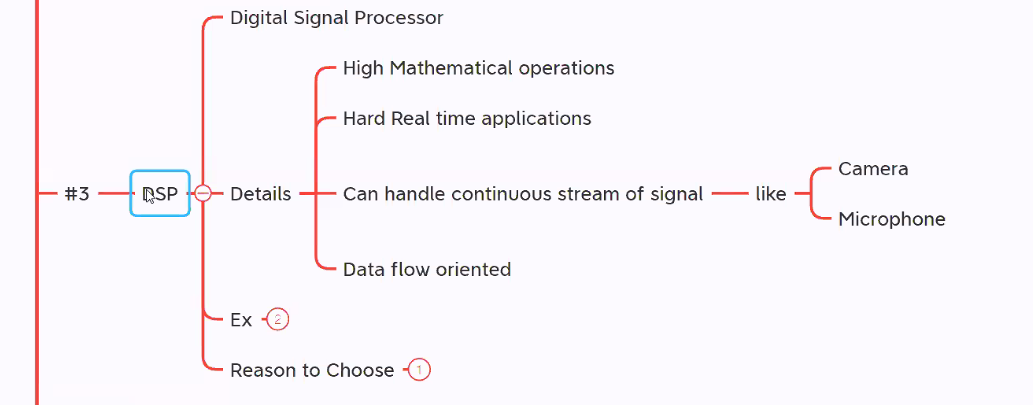 Digital Signal Processor
High Mathematical operations
Hard Real time applications
#3 DSP Details Can handle continuous stream of signal like
Camera
Microphone
Data flow oriented
Ex 2
Reason to Choose 1